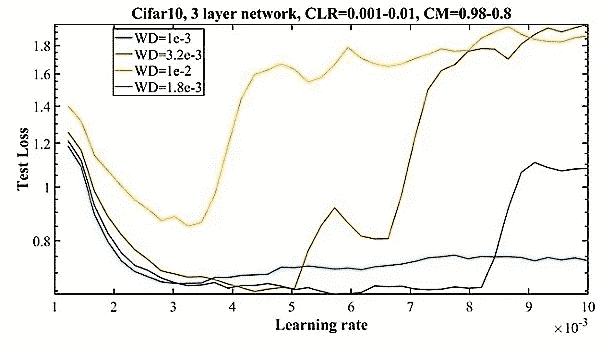 Cifar10, 3 layer network, CLR=0.001-0.01, CM=0.98-0.8
WD=1e-3
WD=3.2e-3
WD=1e-2
WD=1.8e-3
1.8
1.6
1.4
1.2
1
0.8
Test Loss
1 2 3 4 5 6 7 8 9 10
Learning rate
×10⁻³